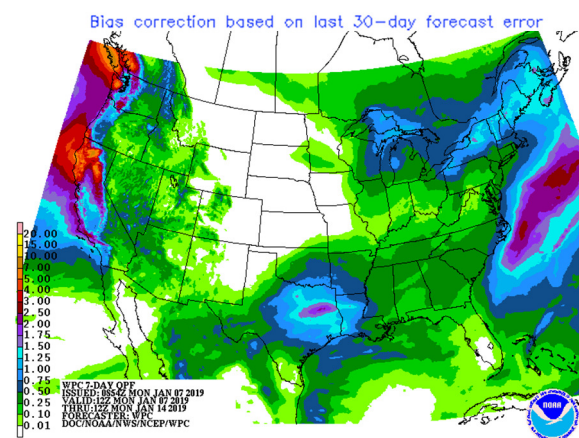 Bias correction based on last 30-day forecast error
20.00
15.00
10.00
7.00
5.00
4.00
3.00
2.50
2.00
1.75
1.50
1.25
1.00
0.75
0.50
0.25
0.10
0.01
WPC 7-DAY QPF
ISSUED: 0854Z MON JAN 07 2019
VALID: 12Z MON JAN 07 2019
THRU: 12Z MON JAN 14 2019
FORECASTER: WPC
DOC/NOAA/NWS/NCEP/WPC
NOAA